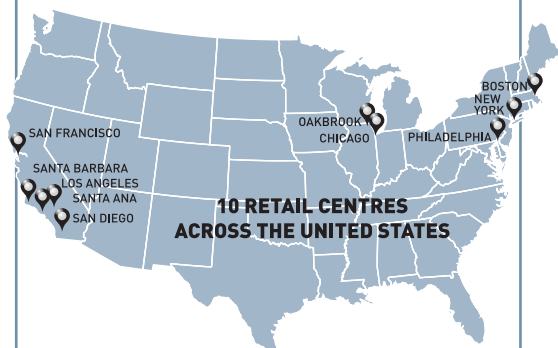 BOSTON
NEW
YORK
OAKBROOK
CHICAGO
PHILADELPHIA
SAN FRANCISCO
SANTA BARBARA
LOS ANGELES
SANTA ANA
SAN DIEGO
10 RETAIL CENTRES
ACROSS THE UNITED STATES